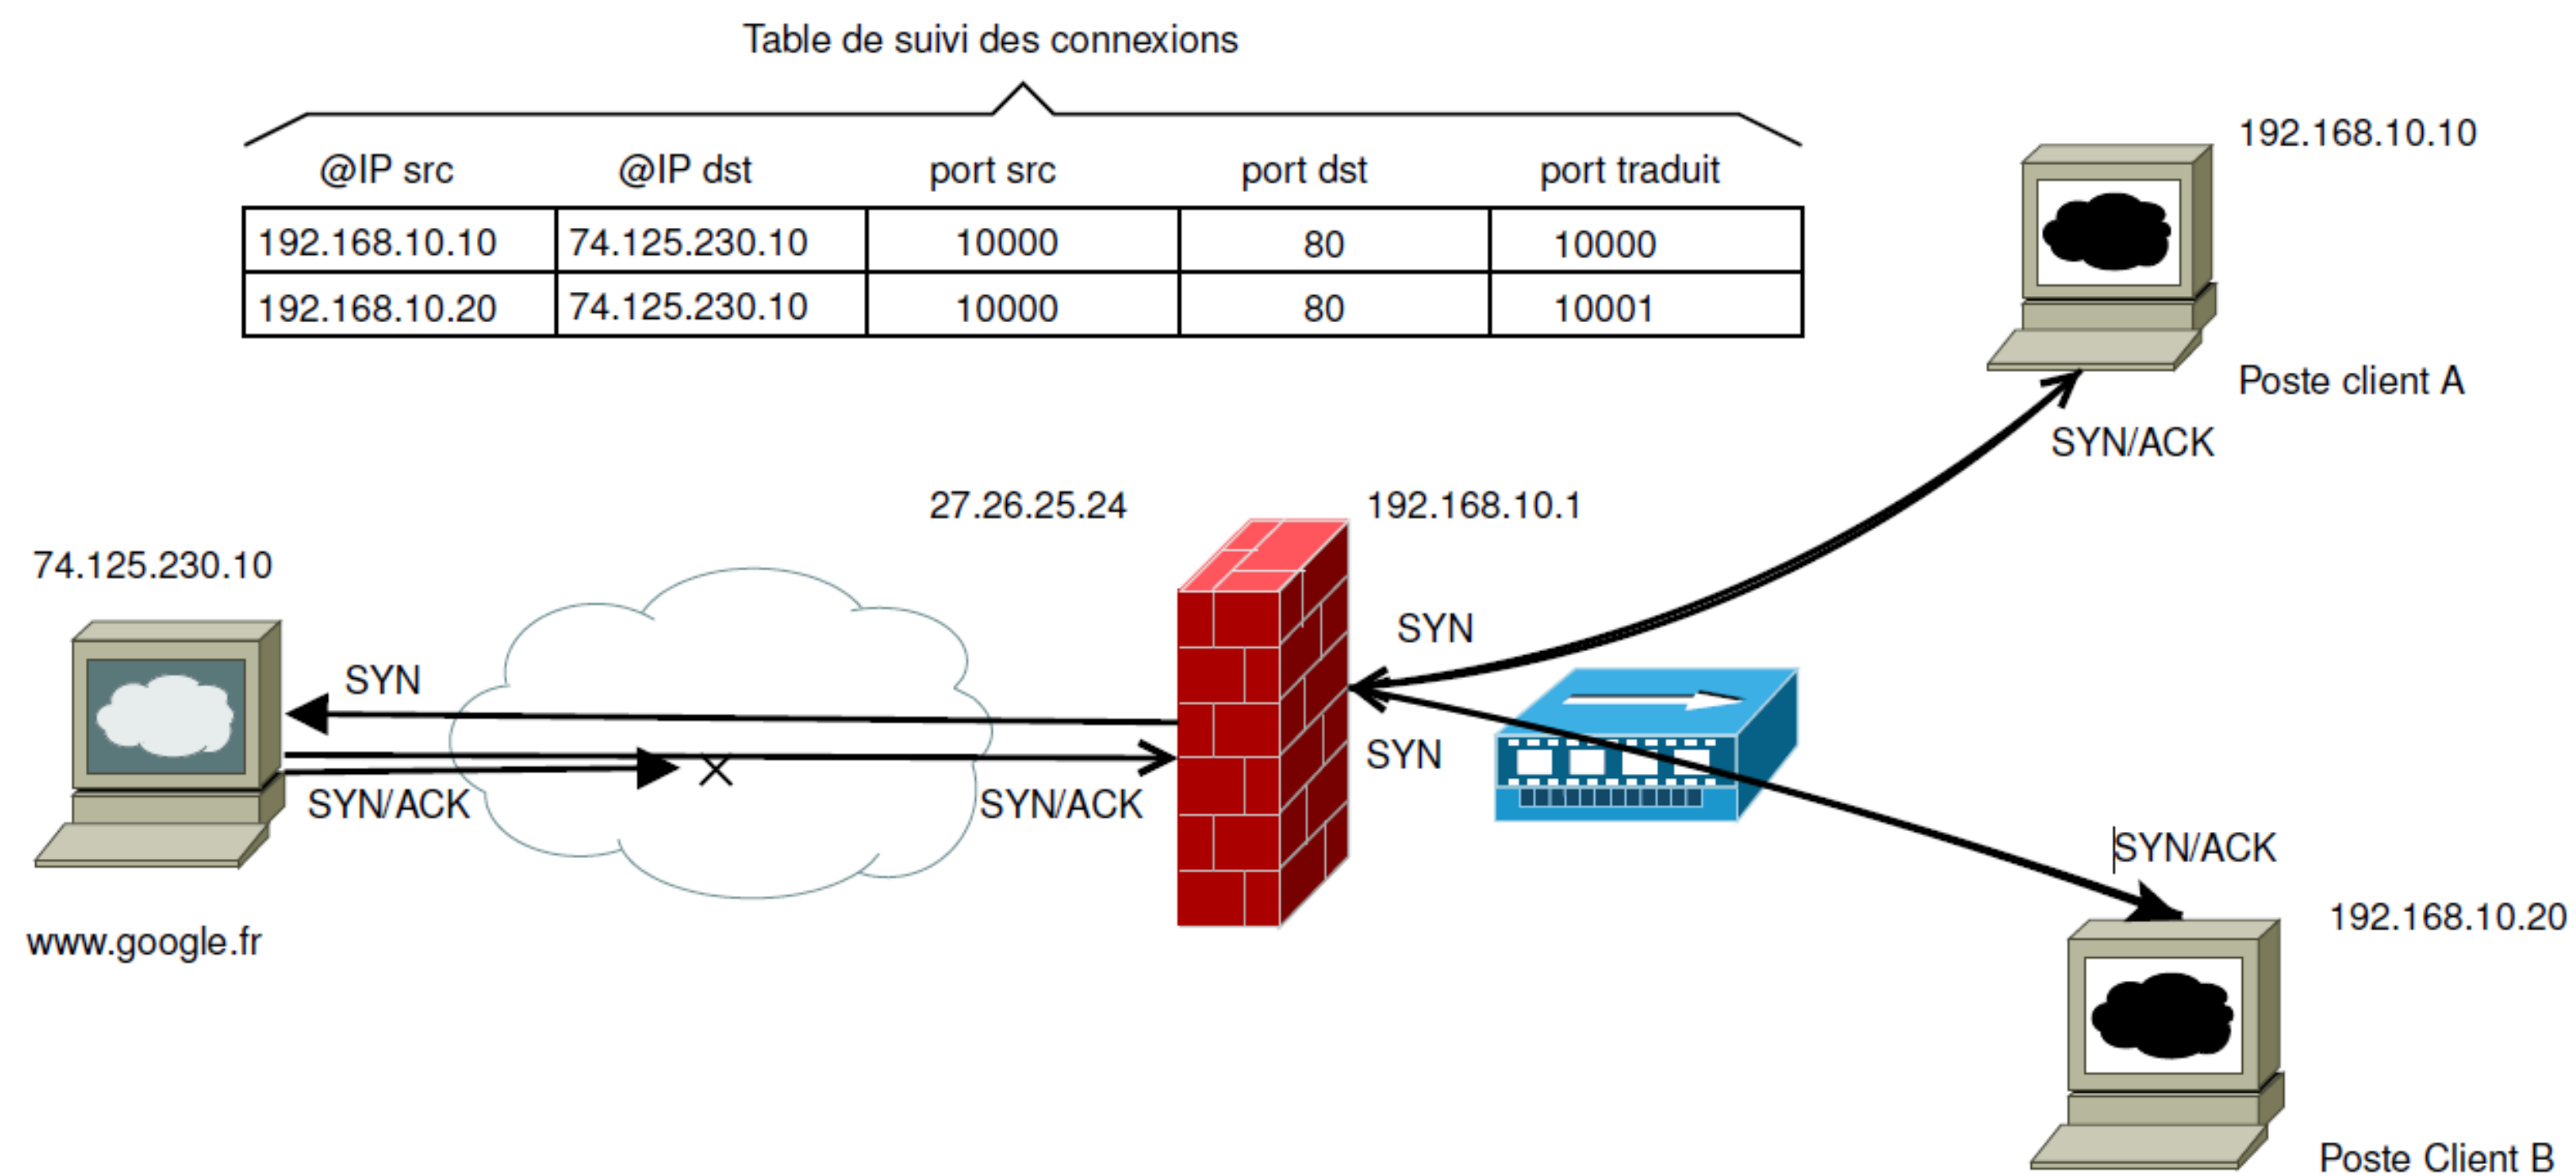 Table de suivi des connexions
@IP src @IP dst port src port dst port traduit
192.168.10.10 74.125.230.10 10000 80 10000
192.168.10.20 74.125.230.10 10000 80 10001
192.168.10.10
Poste client A
SYN/ACK
27.26.25.24
192.168.10.1
74.125.230.10
SYN
SYN
SYN
SYN/ACK
SYN/ACK
SYN/ACK
192.168.10.20
www.google.fr
Poste Client B